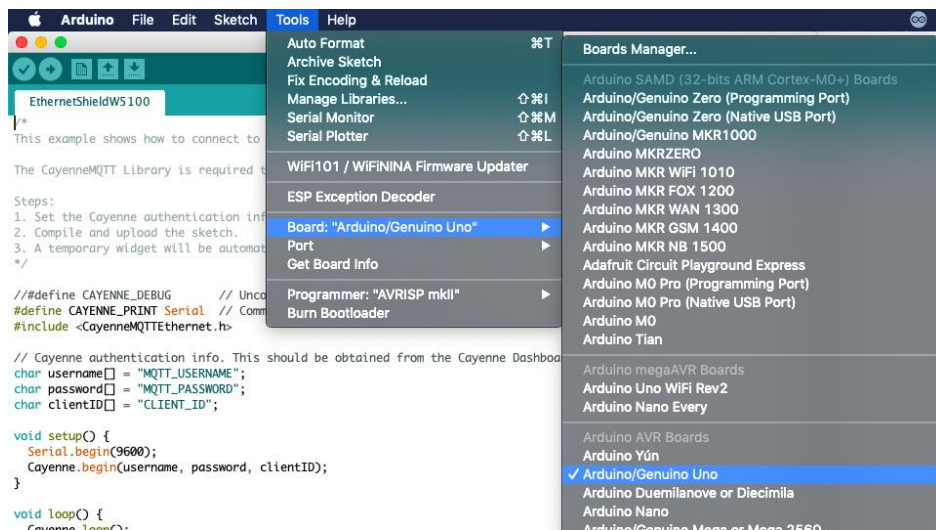 Arduino File Edit Sketch Tools Help
EthernetShieldW5100
/*
This example shows how to connect to
The CayenneMQTT Library is required t
Steps:
1. Set the Cayenne authentication inf
2. Compile and upload the sketch.
3. A temporary widget will be automat
*/
//#define CAYENNE_DEBUG // Unco
#define CAYENNE_PRINT Serial // Comm
#include <CayenneMQTTEthernet.h>
// Cayenne authentication info. This should be obtained from the Cayenne Dashboa
char username[] = "MQTT_USERNAME";
char password[] = "MQTT_PASSWORD";
char clientID[] = "CLIENT_ID";
void setup() {
Serial.begin(9600);
Cayenne.begin(username, password, clientID);
}
void loop() {
Cayenne.loop();
Auto Format ⌘T
Archive Sketch
Fix Encoding & Reload
Manage Libraries... ⇧⌘I
Serial Monitor ⇧⌘M
Serial Plotter ⇧⌘L
WiFi101 / WiFiNINA Firmware Updater
ESP Exception Decoder
Board: "Arduino/Genuino Uno"
Port
Get Board Info
Programmer: "AVRISP mkII"
Burn Bootloader
Boards Manager...
Arduino SAMD (32-bits ARM Cortex-M0+) Boards
Arduino/Genuino Zero (Programming Port)
Arduino/Genuino Zero (Native USB Port)
Arduino/Genuino MKR1000
Arduino MKRZERO
Arduino MKR WiFi 1010
Arduino MKR FOX 1200
Arduino MKR WAN 1300
Arduino MKR GSM 1400
Arduino MKR NB 1500
Adafruit Circuit Playground Express
Arduino M0 Pro (Programming Port)
Arduino M0 Pro (Native USB Port)
Arduino M0
Arduino Tian
Arduino megaAVR Boards
Arduino Uno WiFi Rev2
Arduino Nano Every
Arduino AVR Boards
Arduino Yún
✓ Arduino/Genuino Uno
Arduino Duemilanove or Diecimila
Arduino Nano
Arduino/Genuino Mega or Mega 2560